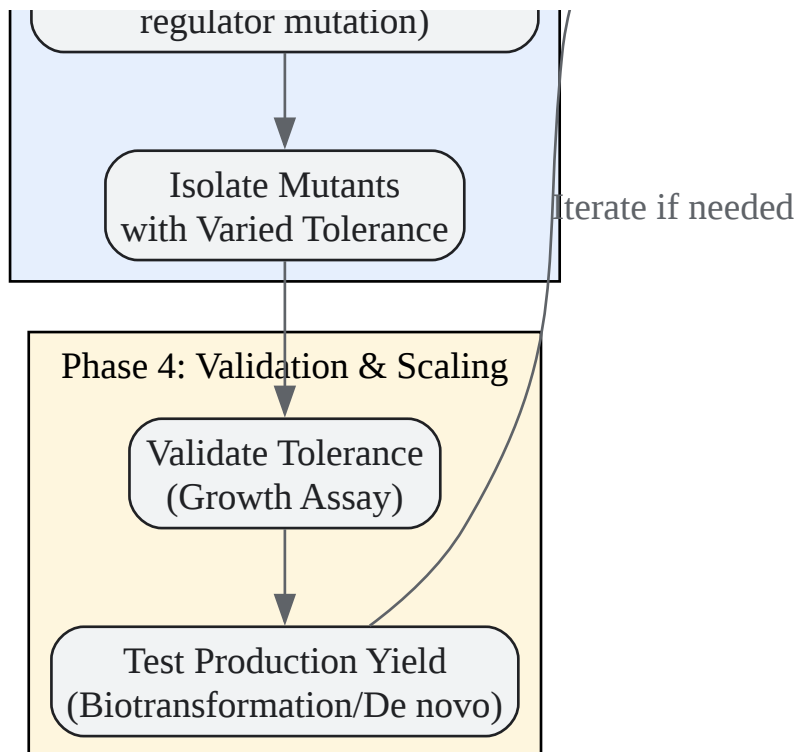 regulator mutation)
Isolate Mutants
with Varied Tolerance
Iterate if needed
Phase 4: Validation & Scaling
Validate Tolerance
(Growth Assay)
Test Production Yield
(Biotransformation/De novo)